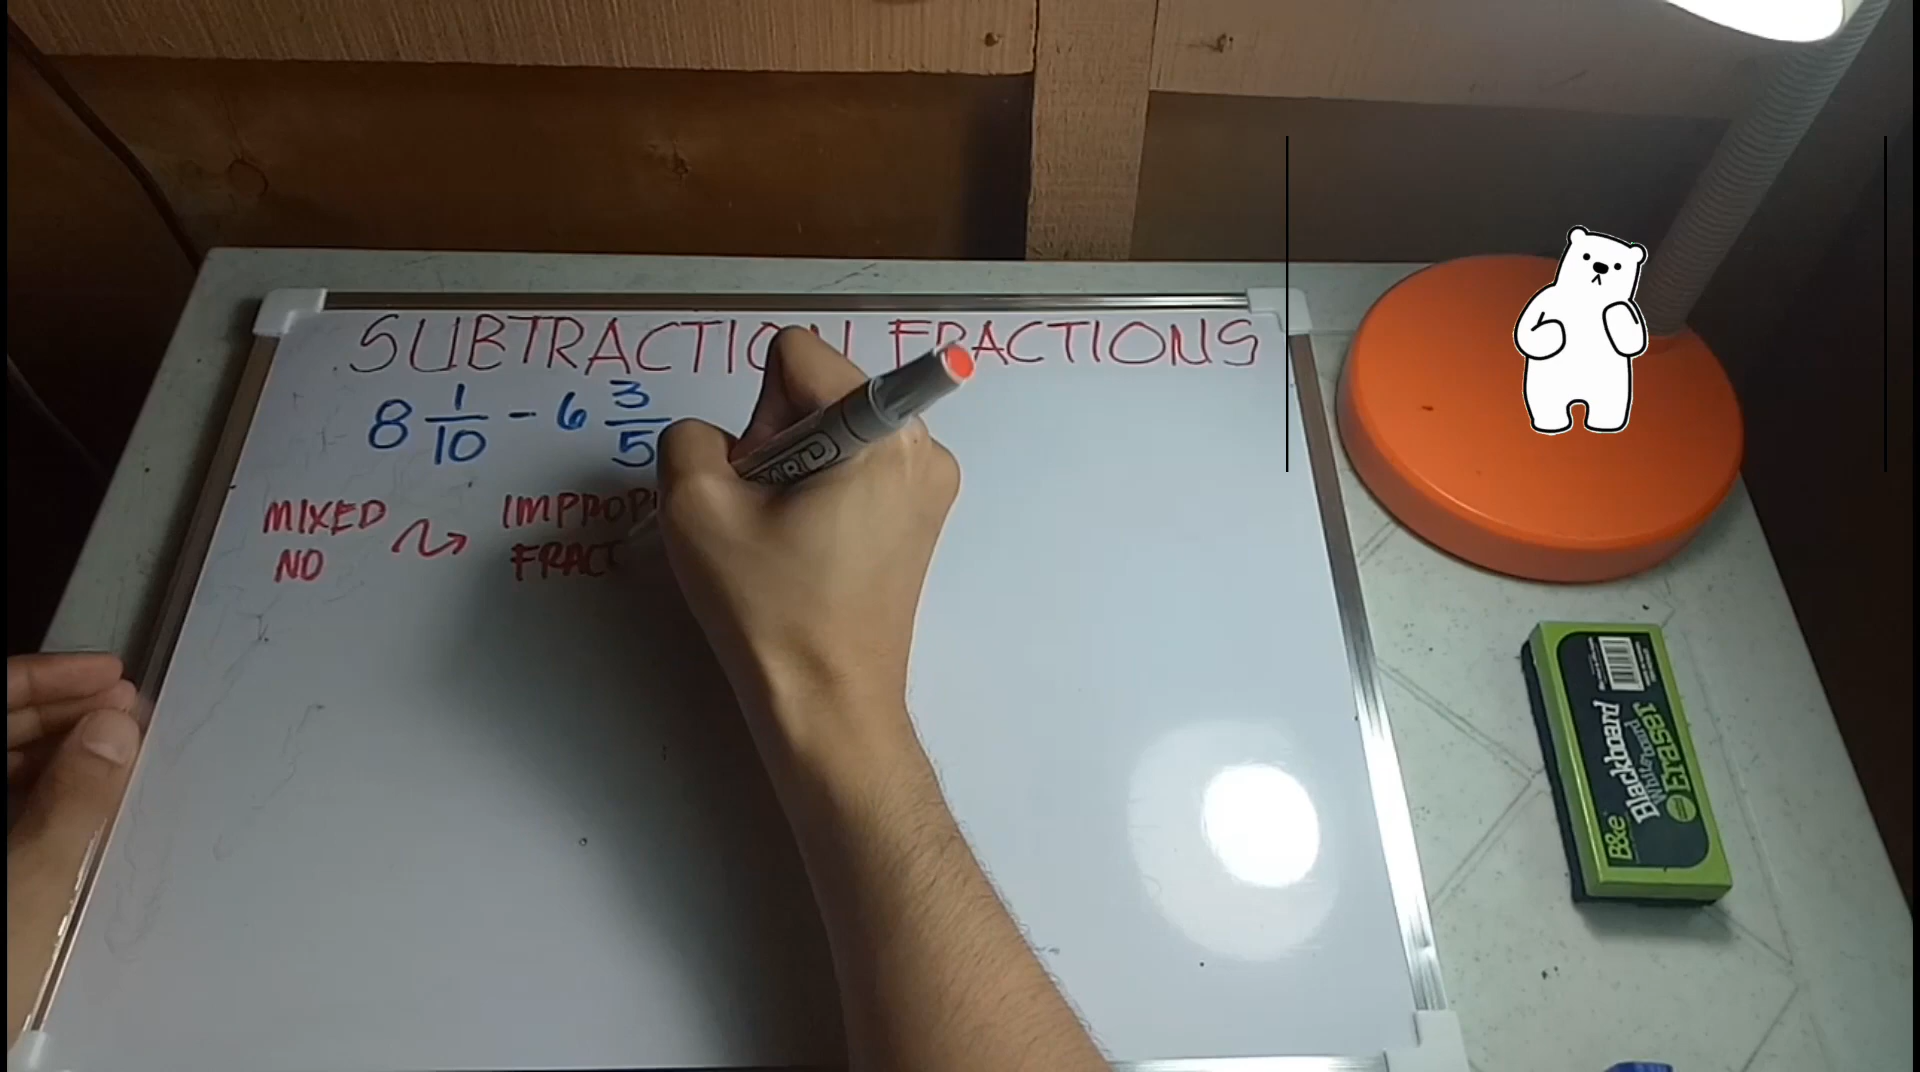 SUBTRACTION FRACTIONS
8 1/10 - 6 3/5
MIXED
NO
IMPROP
FRACT
B&e
Blackboard
Whiteboard
Eraser